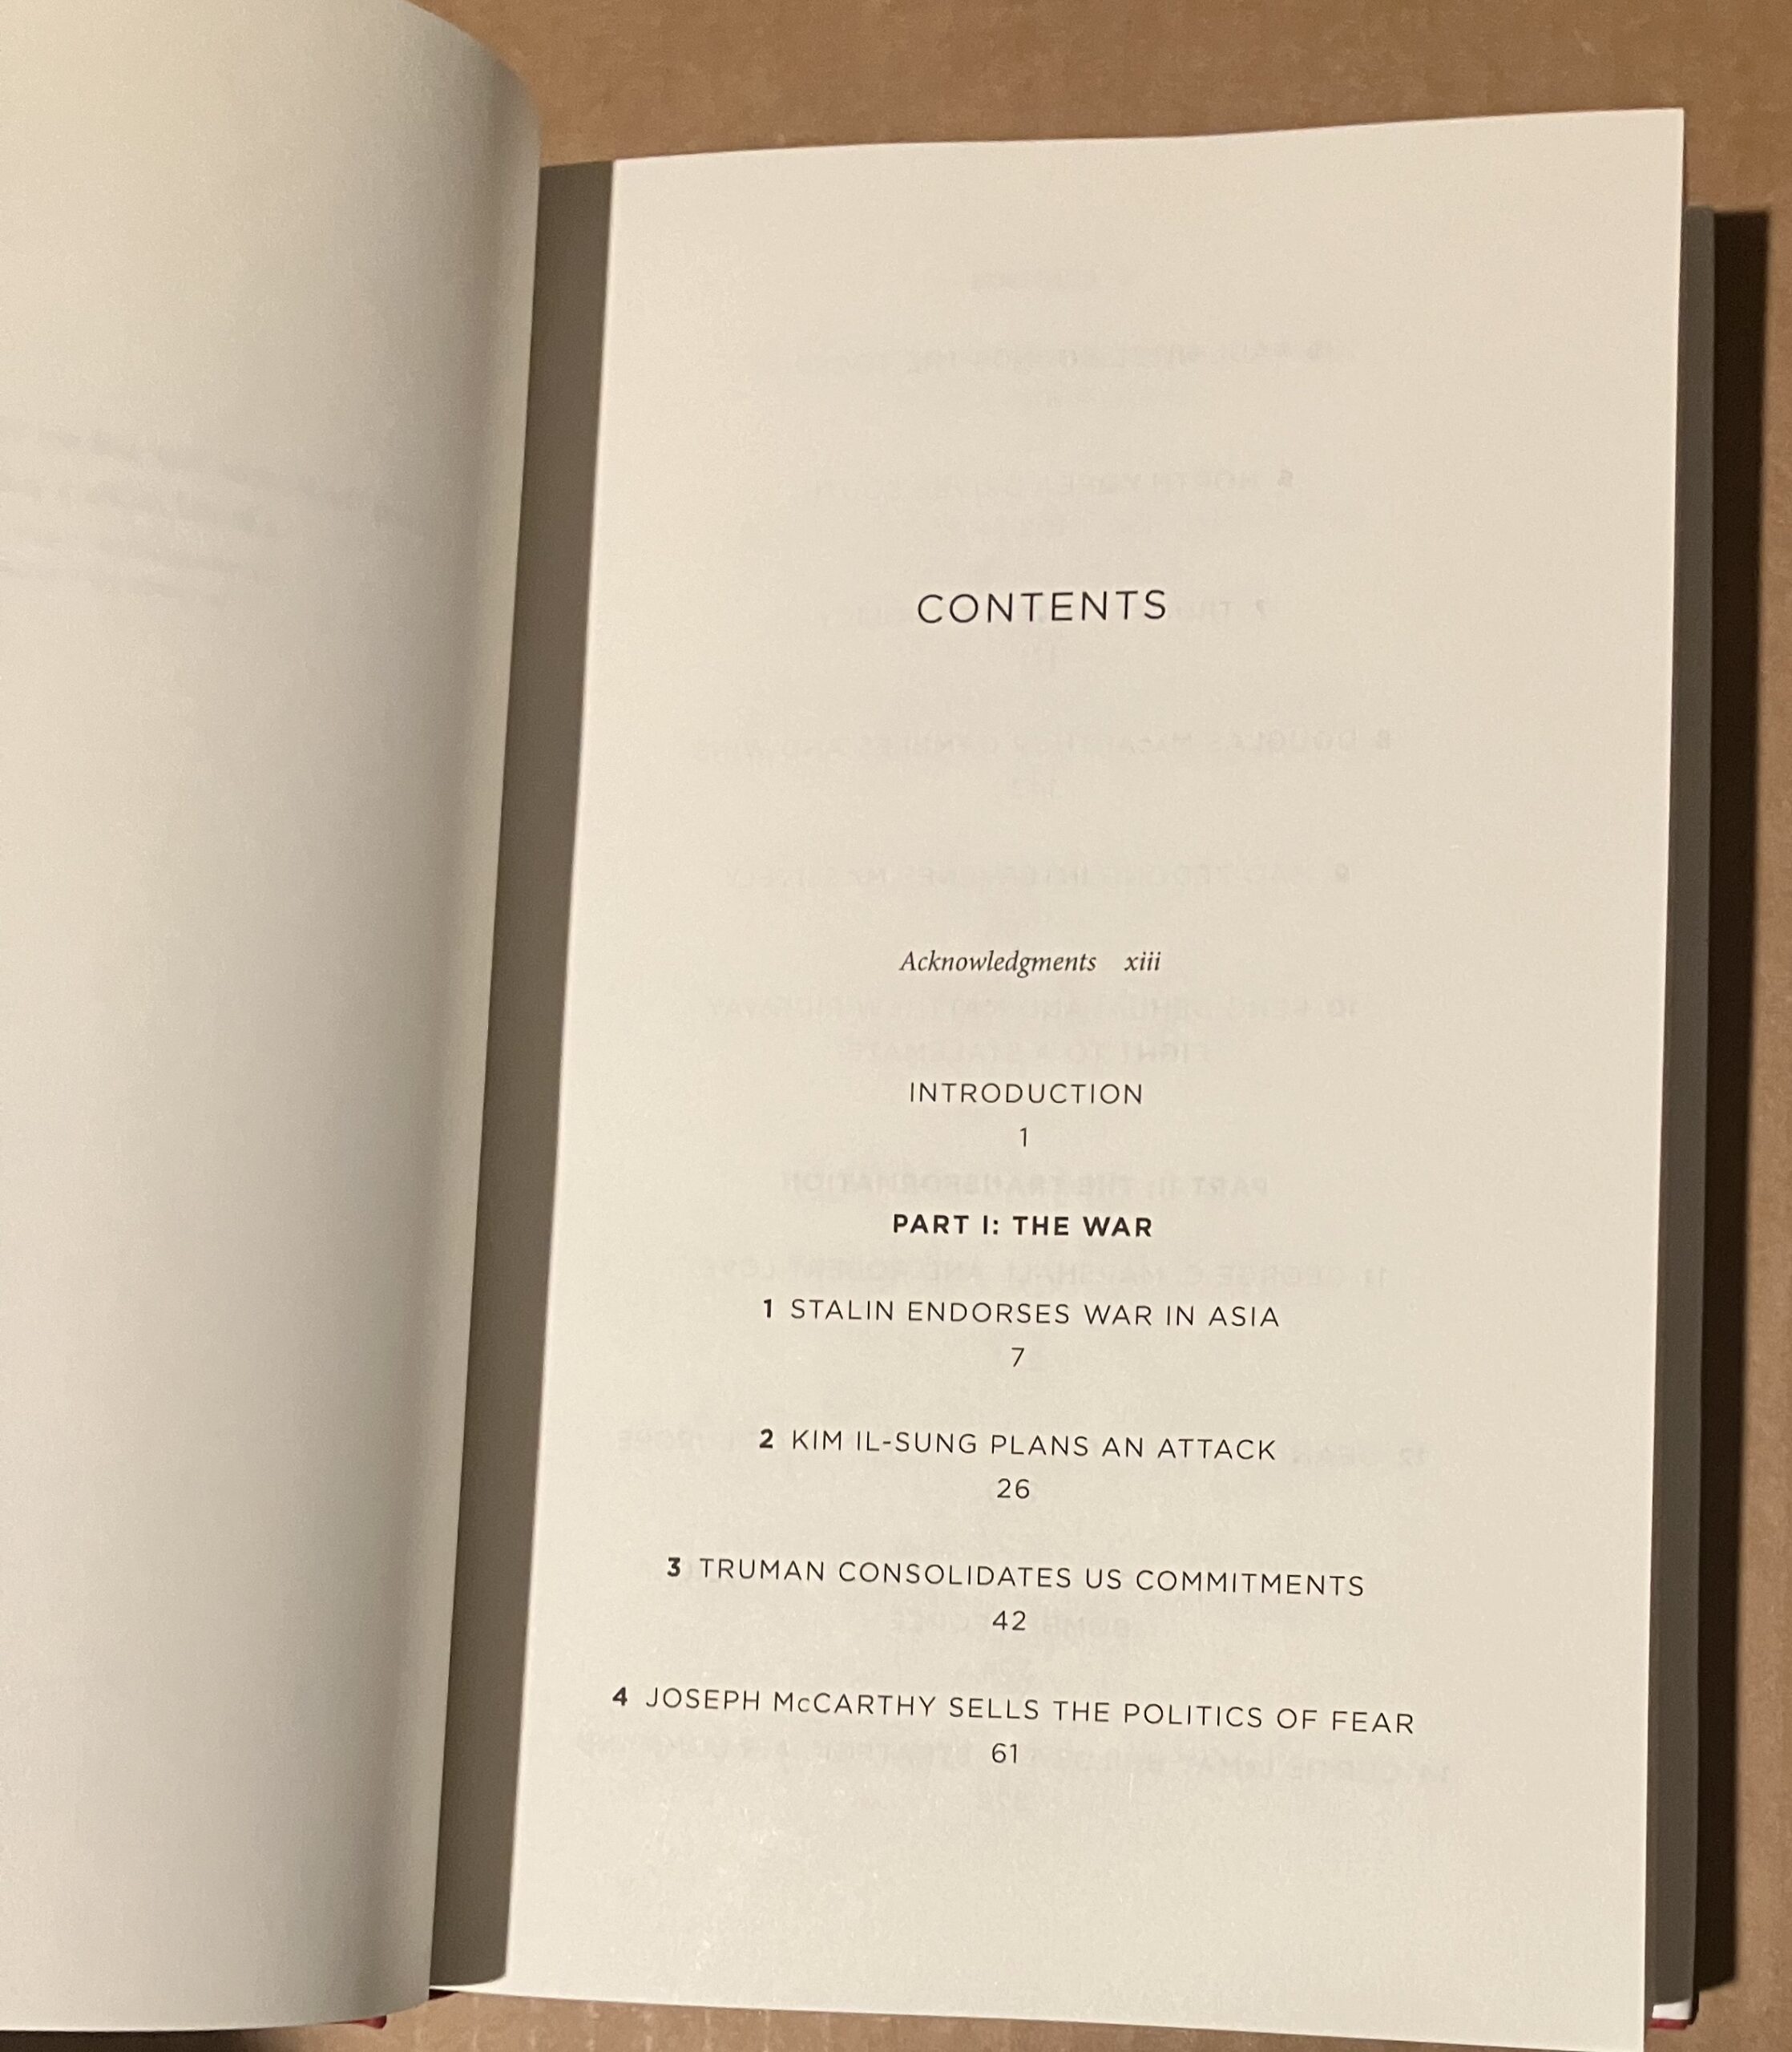 CONTENTS
Acknowledgments xiii
INTRODUCTION
1
PART I: THE WAR
1 STALIN ENDORSES WAR IN ASIA
7
2 KIM IL-SUNG PLANS AN ATTACK
26
3 TRUMAN CONSOLIDATES US COMMITMENTS
42
4 JOSEPH McCARTHY SELLS THE POLITICS OF FEAR
61